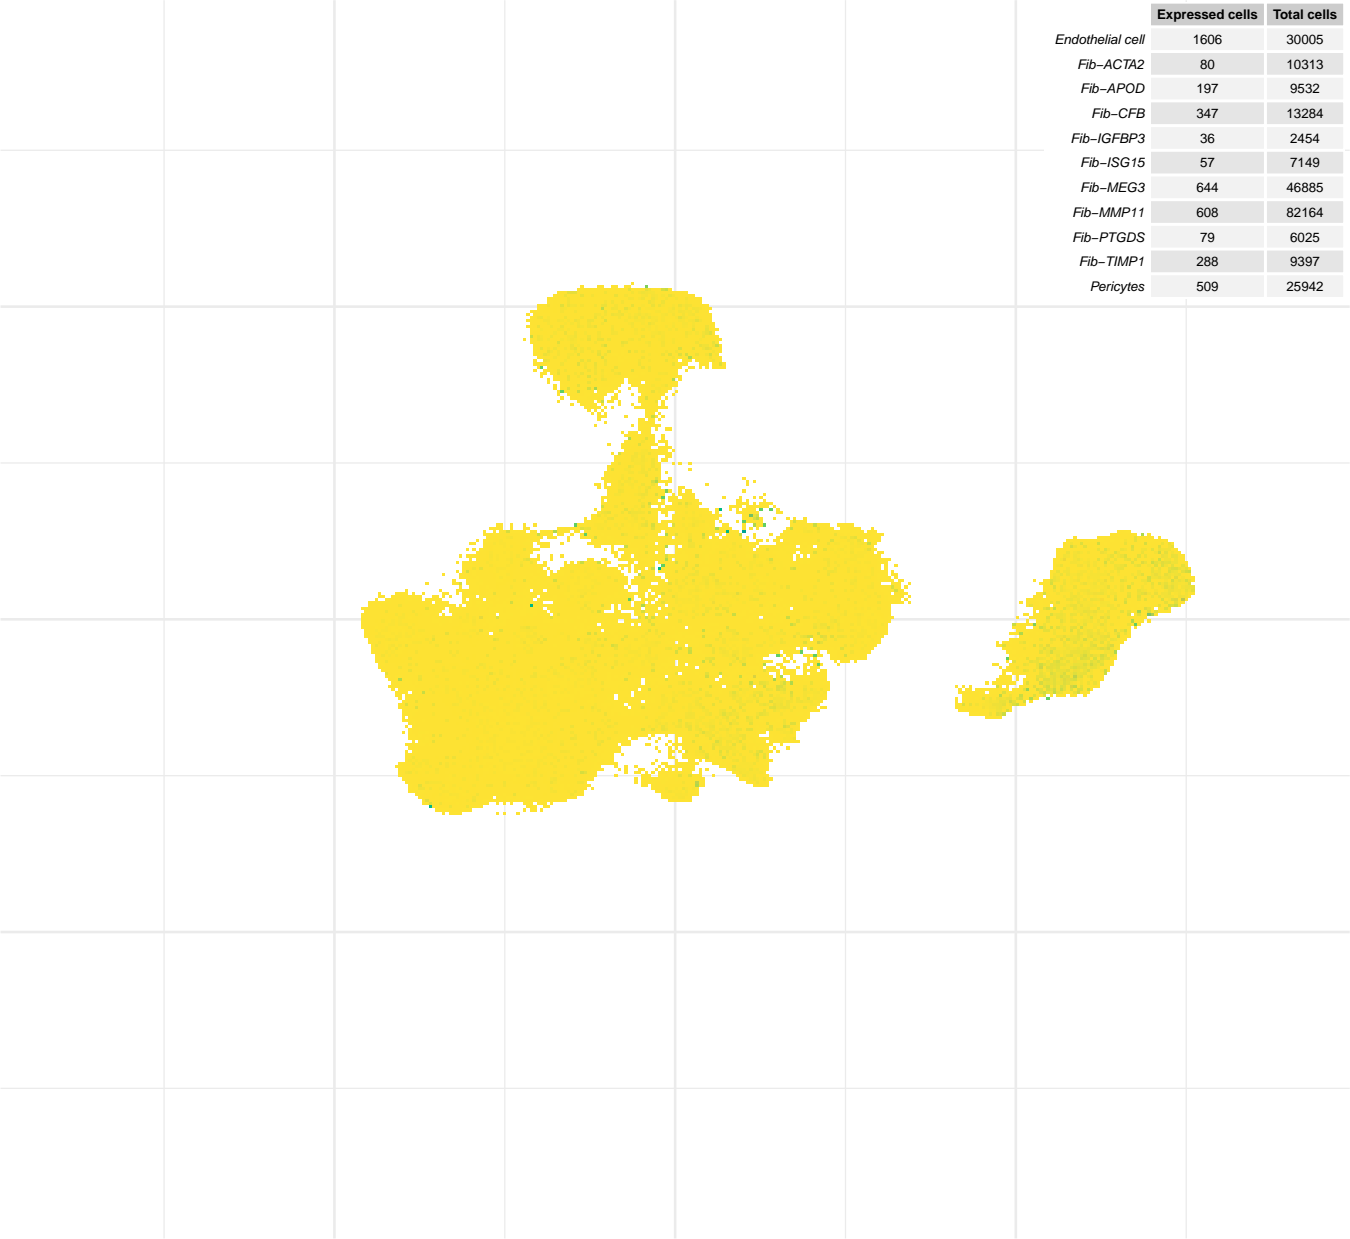 Expressed cells Total cells
Endothelial cell 1606 30005
Fib−ACTA2 80 10313
Fib−APOD 197 9532
Fib−CFB 347 13284
Fib−IGFBP3 36 2454
Fib−ISG15 57 7149
Fib−MEG3 644 46885
Fib−MMP11 608 82164
Fib−PTGDS 79 6025
Fib−TIMP1 288 9397
Pericytes 509 25942